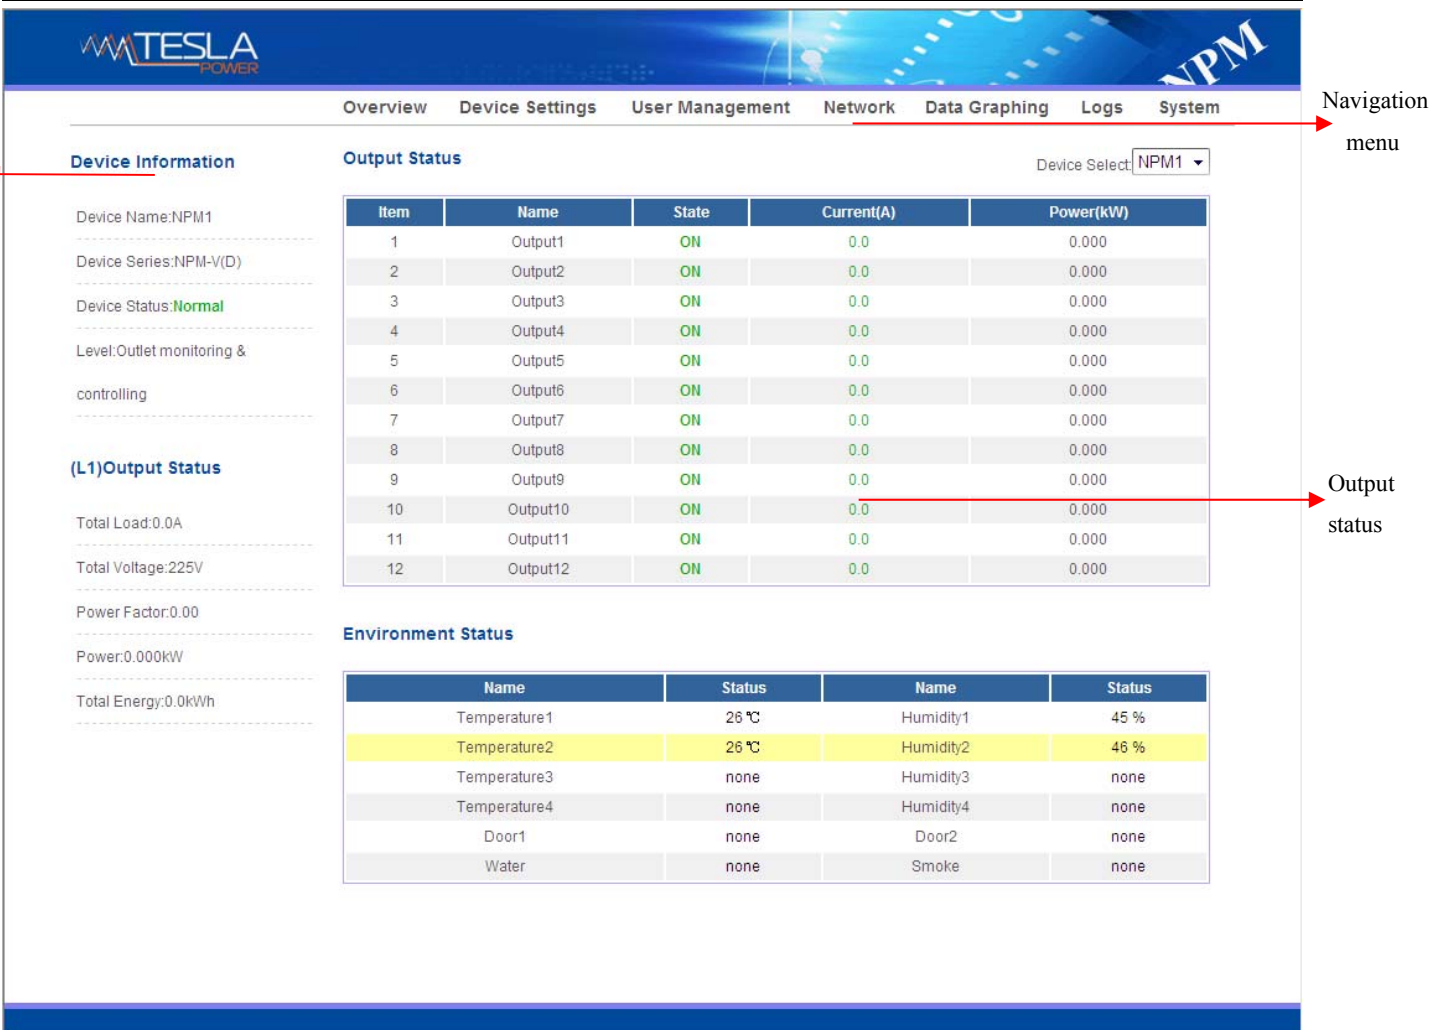 TESLA
POWER
NPM
Overview Device Settings User Management Network Data Graphing Logs System
Navigation
menu
Device Information
Device Name:NPM1
Device Series:NPM-V(D)
Device Status:Normal
Level:Outlet monitoring &
controlling
(L1)Output Status
Total Load:0.0A
Total Voltage:225V
Power Factor:0.00
Power:0.000kW
Total Energy:0.0kWh
Output Status
Device Select: NPM1
Item Name State Current(A) Power(kW)
1 Output1 ON 0.0 0.000
2 Output2 ON 0.0 0.000
3 Output3 ON 0.0 0.000
4 Output4 ON 0.0 0.000
5 Output5 ON 0.0 0.000
6 Output6 ON 0.0 0.000
7 Output7 ON 0.0 0.000
8 Output8 ON 0.0 0.000
9 Output9 ON 0.0 0.000
10 Output10 ON 0.0 0.000
11 Output11 ON 0.0 0.000
12 Output12 ON 0.0 0.000
Output
status
Environment Status
Name Status Name Status
Temperature1 26 ℃ Humidity1 45 %
Temperature2 26 ℃ Humidity2 46 %
Temperature3 none Humidity3 none
Temperature4 none Humidity4 none
Door1 none Door2 none
Water none Smoke none